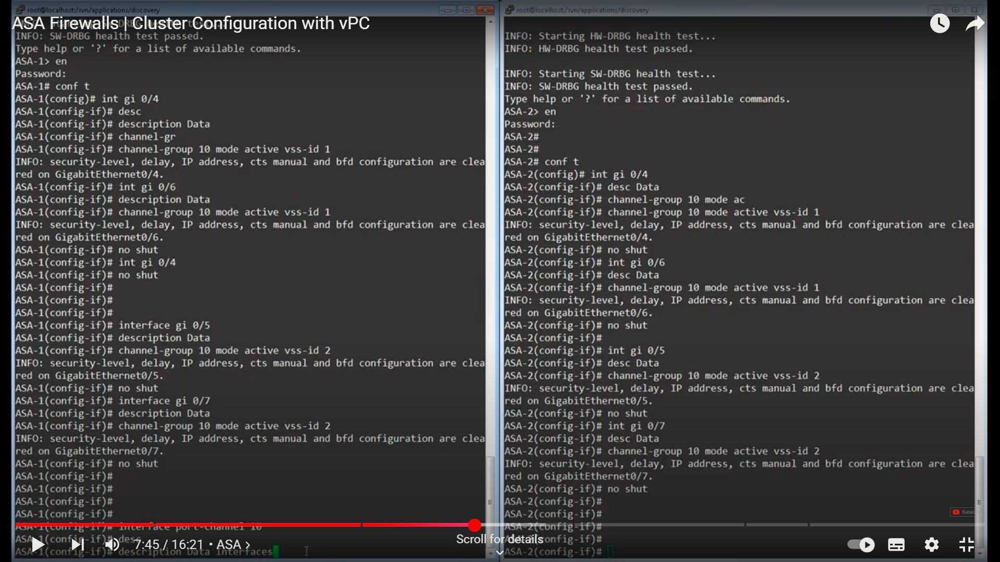 root@localhost:/svn/applications/discovery
ASA Firewalls | Cluster Configuration with vPC
INFO: SW-DRBG health test passed.
Type help or '?' for a list of available commands.
ASA-1> en
Password:
ASA-1# conf t
ASA-1(config)# int gi 0/4
ASA-1(config-if)# desc
ASA-1(config-if)# description Data
ASA-1(config-if)# channel-gr
ASA-1(config-if)# channel-group 10 mode active vss-id 1
INFO: security-level, delay, IP address, cts manual and bfd configuration are clea
red on GigabitEthernet0/4.
ASA-1(config-if)# int gi 0/6
ASA-1(config-if)# description Data
ASA-1(config-if)# channel-group 10 mode active vss-id 1
INFO: security-level, delay, IP address, cts manual and bfd configuration are clea
red on GigabitEthernet0/6.
ASA-1(config-if)# no shut
ASA-1(config-if)# int gi 0/4
ASA-1(config-if)# no shut
ASA-1(config-if)#
ASA-1(config-if)#
ASA-1(config-if)#
ASA-1(config-if)# interface gi 0/5
ASA-1(config-if)# description Data
ASA-1(config-if)# channel-group 10 mode active vss-id 2
INFO: security-level, delay, IP address, cts manual and bfd configuration are clea
red on GigabitEthernet0/5.
ASA-1(config-if)# no shut
ASA-1(config-if)# interface gi 0/7
ASA-1(config-if)# description Data
ASA-1(config-if)# channel-group 10 mode active vss-id 2
INFO: security-level, delay, IP address, cts manual and bfd configuration are clea
red on GigabitEthernet0/7.
ASA-1(config-if)# no shut
ASA-1(config-if)#
ASA-1(config-if)#
ASA-1(config-if)#
ASA-1(config-if)#
ASA-1(config-if)# interface port-channel 10
ASA-1(config-if)# desc
ASA-1(config-if)# description Data Interfaces
root@localhost:/svn/applications/discovery
INFO: Starting HW-DRBG health test...
INFO: HW-DRBG health test passed.
INFO: Starting SW-DRBG health test...
INFO: SW-DRBG health test passed.
Type help or '?' for a list of available commands.
ASA-2> en
Password:
ASA-2#
ASA-2#
ASA-2# conf t
ASA-2(config)# int gi 0/4
ASA-2(config-if)# desc Data
ASA-2(config-if)# channel-group 10 mode ac
ASA-2(config-if)# channel-group 10 mode active vss-id 1
INFO: security-level, delay, IP address, cts manual and bfd configuration are clea
red on GigabitEthernet0/4.
ASA-2(config-if)# no shut
ASA-2(config-if)# int gi 0/6
ASA-2(config-if)# desc Data
ASA-2(config-if)# channel-group 10 mode active vss-id 1
INFO: security-level, delay, IP address, cts manual and bfd configuration are clea
red on GigabitEthernet0/6.
ASA-2(config-if)# no shut
ASA-2(config-if)#
ASA-2(config-if)# int gi 0/5
ASA-2(config-if)# desc Data
ASA-2(config-if)# channel-group 10 mode active vss-id 2
INFO: security-level, delay, IP address, cts manual and bfd configuration are clea
red on GigabitEthernet0/5.
ASA-2(config-if)# no shut
ASA-2(config-if)# int gi 0/7
ASA-2(config-if)# desc Data
ASA-2(config-if)# channel-group 10 mode active vss-id 2
INFO: security-level, delay, IP address, cts manual and bfd configuration are clea
red on GigabitEthernet0/7.
ASA-2(config-if)# no shut
ASA-2(config-if)#
ASA-2(config-if)#
ASA-2(config-if)#
ASA-2(config-if)#
ASA-2(config-if)#
Subsc
7:45 / 16:21 • ASA >
Scroll for details